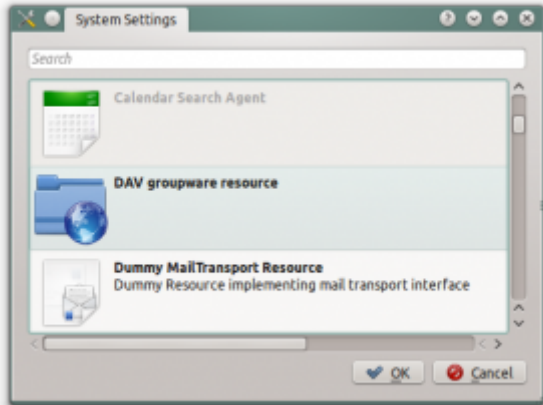 System Settings
Search
Calendar Search Agent
DAV groupware resource
Dummy MailTransport Resource
Dummy Resource implementing mail transport interface
OK
Cancel